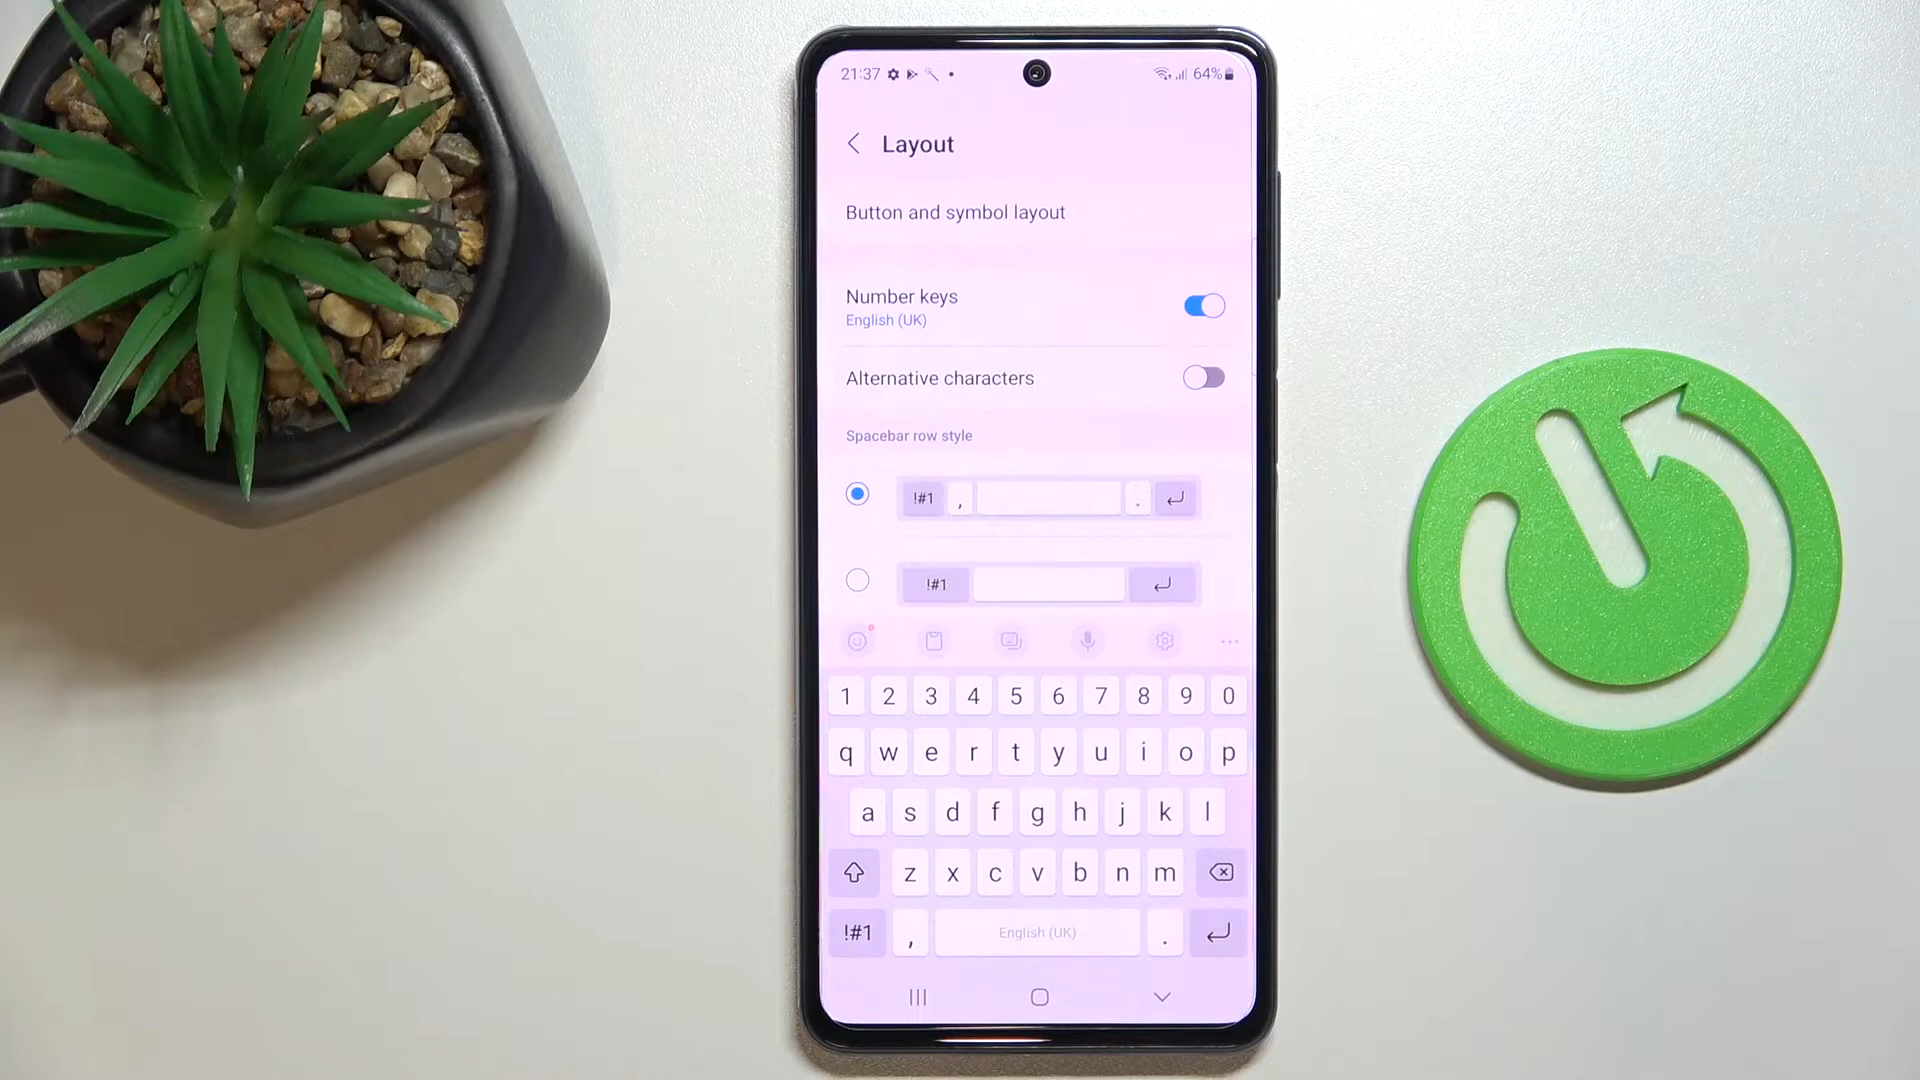 21:37 64%
Layout
Button and symbol layout
Number keys
English (UK)
Alternative characters
Spacebar row style
!#1 , .
!#1
1 2 3 4 5 6 7 8 9 0
q w e r t y u i o p
a s d f g h j k l
z x c v b n m
!#1 , English (UK) .